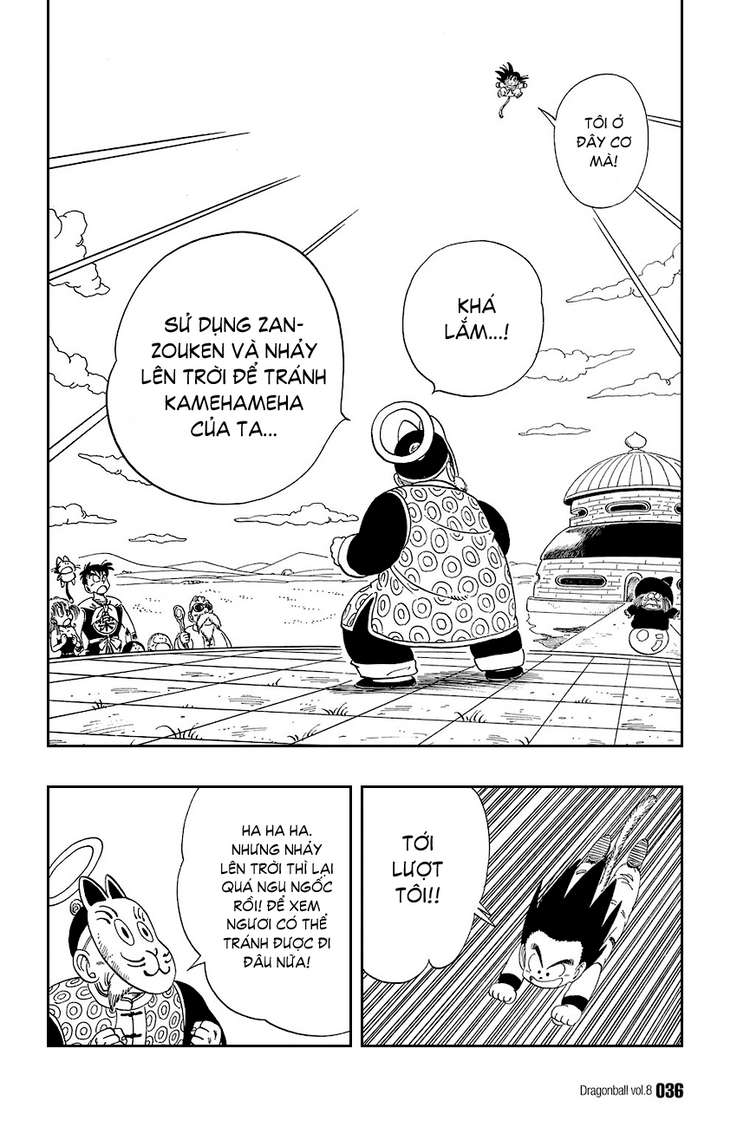 TÔI Ở
ĐÂY CƠ
MÀ!
KHÁ
LẮM...!
SỬ DỤNG ZAN-
ZOUKEN VÀ NHẢY
LÊN TRỜI ĐỂ TRÁNH
KAMEHAMEHA
CỦA TA...
TỚI
LƯỢT
TÔI!!
HA HA HA.
NHƯNG NHẢY
LÊN TRỜI THÌ LẠI
QUÁ NGU NGỐC
RỒI! ĐỂ XEM
NGƯƠI CÓ THỂ
TRÁNH ĐƯỢC ĐI
ĐÂU NỮA!
Dragonball vol.8 036